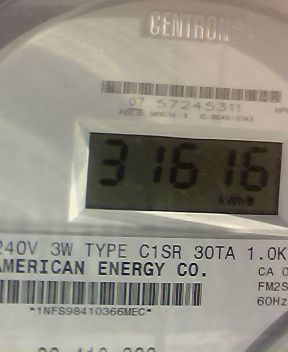 CENTRON®
07 57245311
31616
kWh
240V 3W TYPE C1SR 30TA 1.0K
AMERICAN ENERGY CO.
CA 0
FM2S
60Hz
*1NFS98410366MEC*